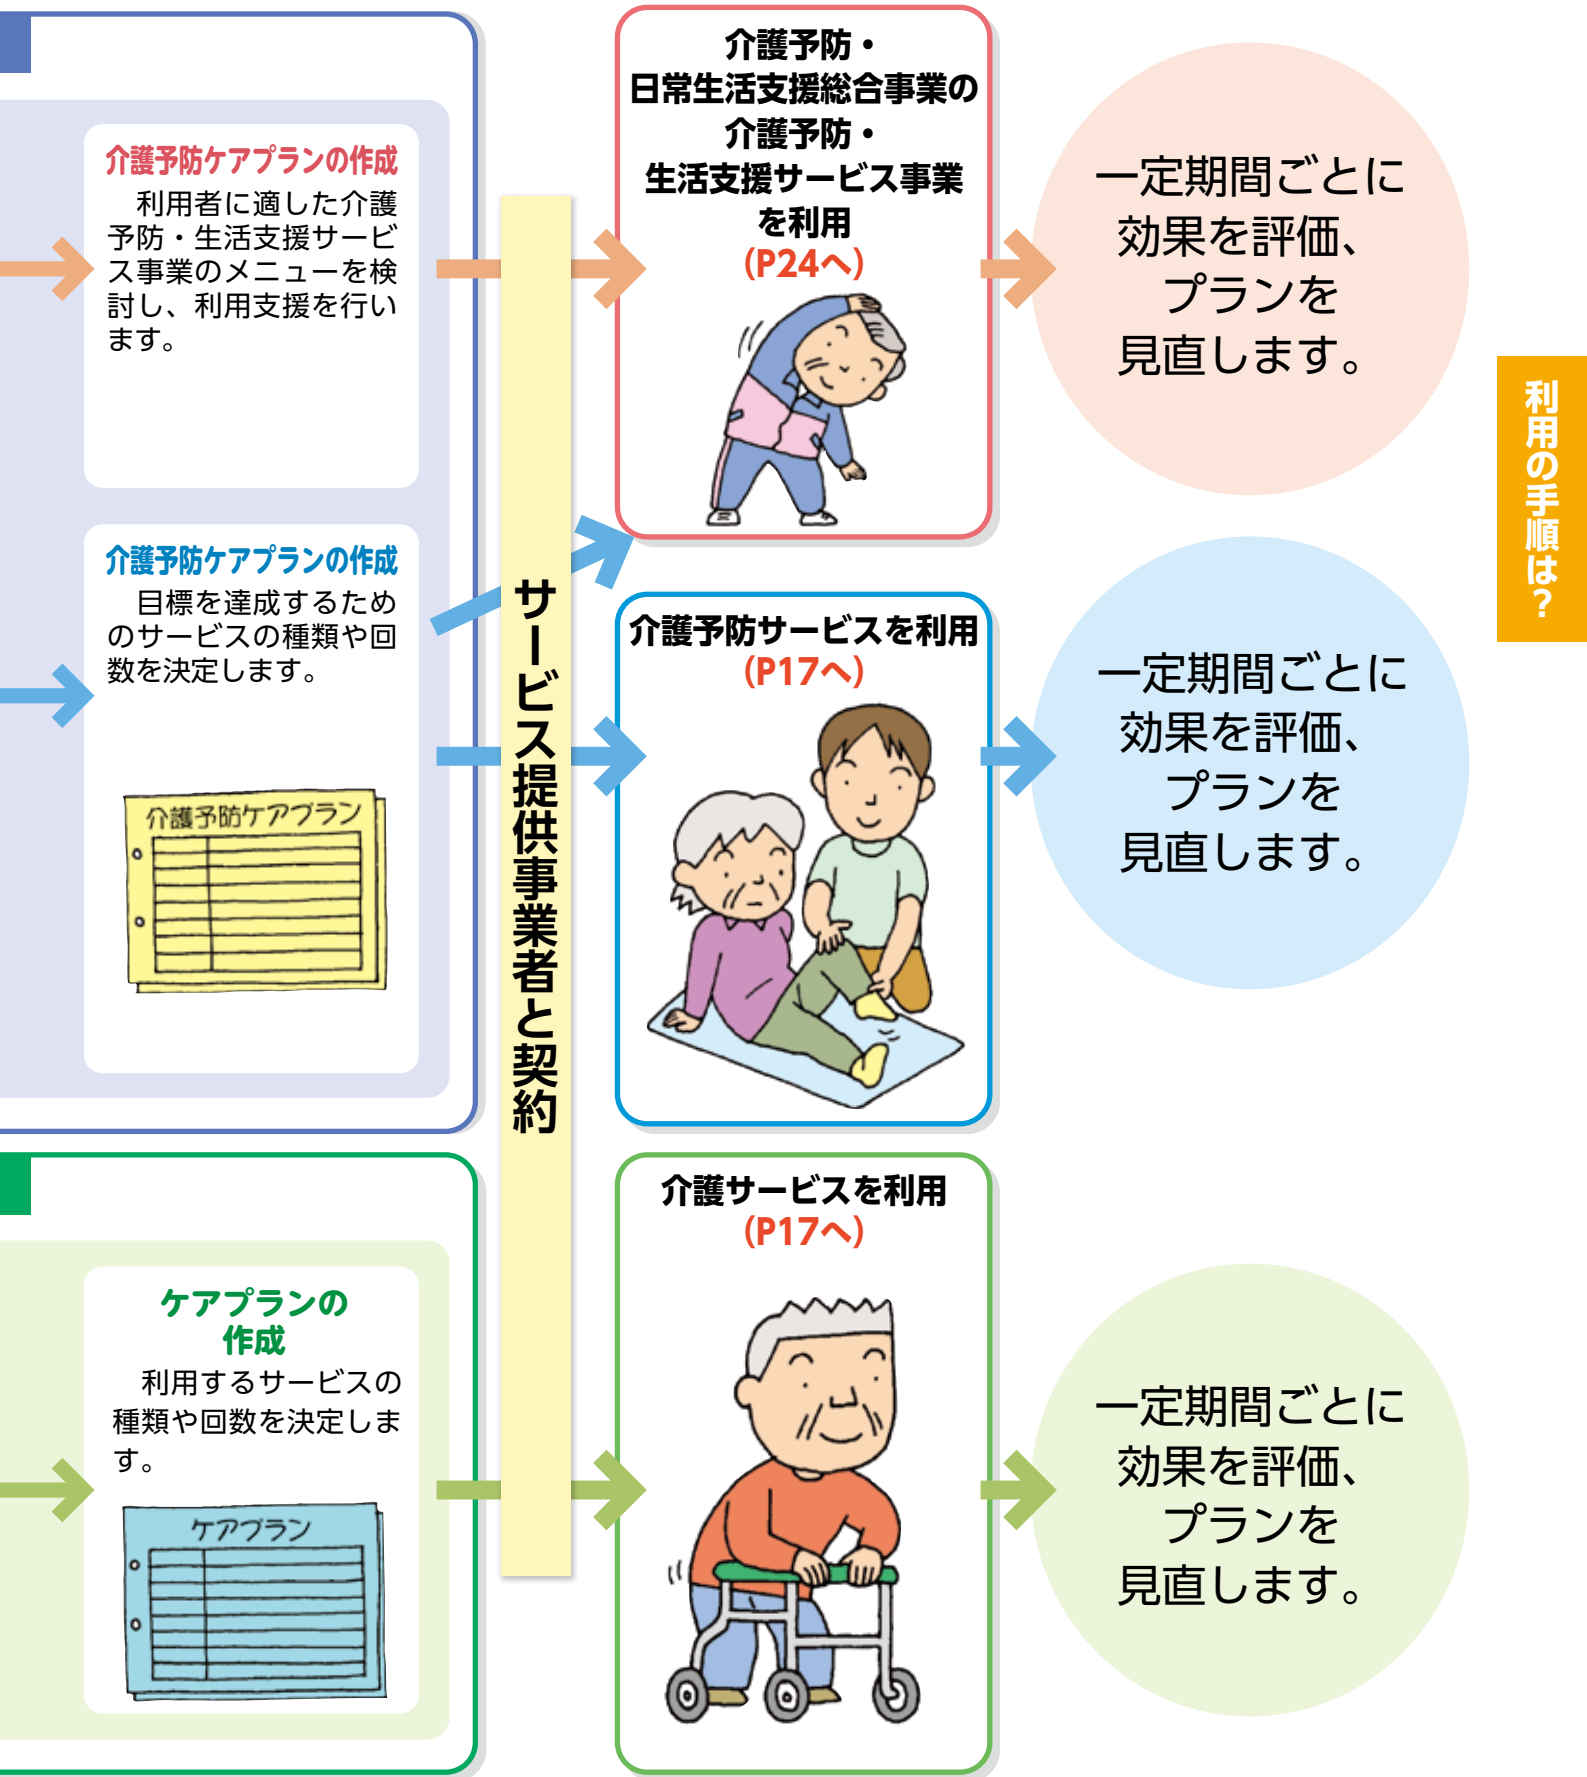 介護予防ケアプランの作成
利用者に適した介護
予防・生活支援サービ
ス事業のメニューを検
討し、利用支援を行い
ます。
介護予防ケアプランの作成
目標を達成するため
のサービスの種類や回
数を決定します。
介護予防ケアプラン
ケアプランの
作成
利用するサービスの
種類や回数を決定しま
す。
ケアプラン
サービス提供事業者と契約
介護予防・
日常生活支援総合事業の
介護予防・
生活支援サービス事業
を利用
(P24へ)
介護予防サービスを利用
(P17へ)
介護サービスを利用
(P17へ)
一定期間ごとに
効果を評価、
プランを
見直します。
一定期間ごとに
効果を評価、
プランを
見直します。
一定期間ごとに
効果を評価、
プランを
見直します。
利用の手順は?